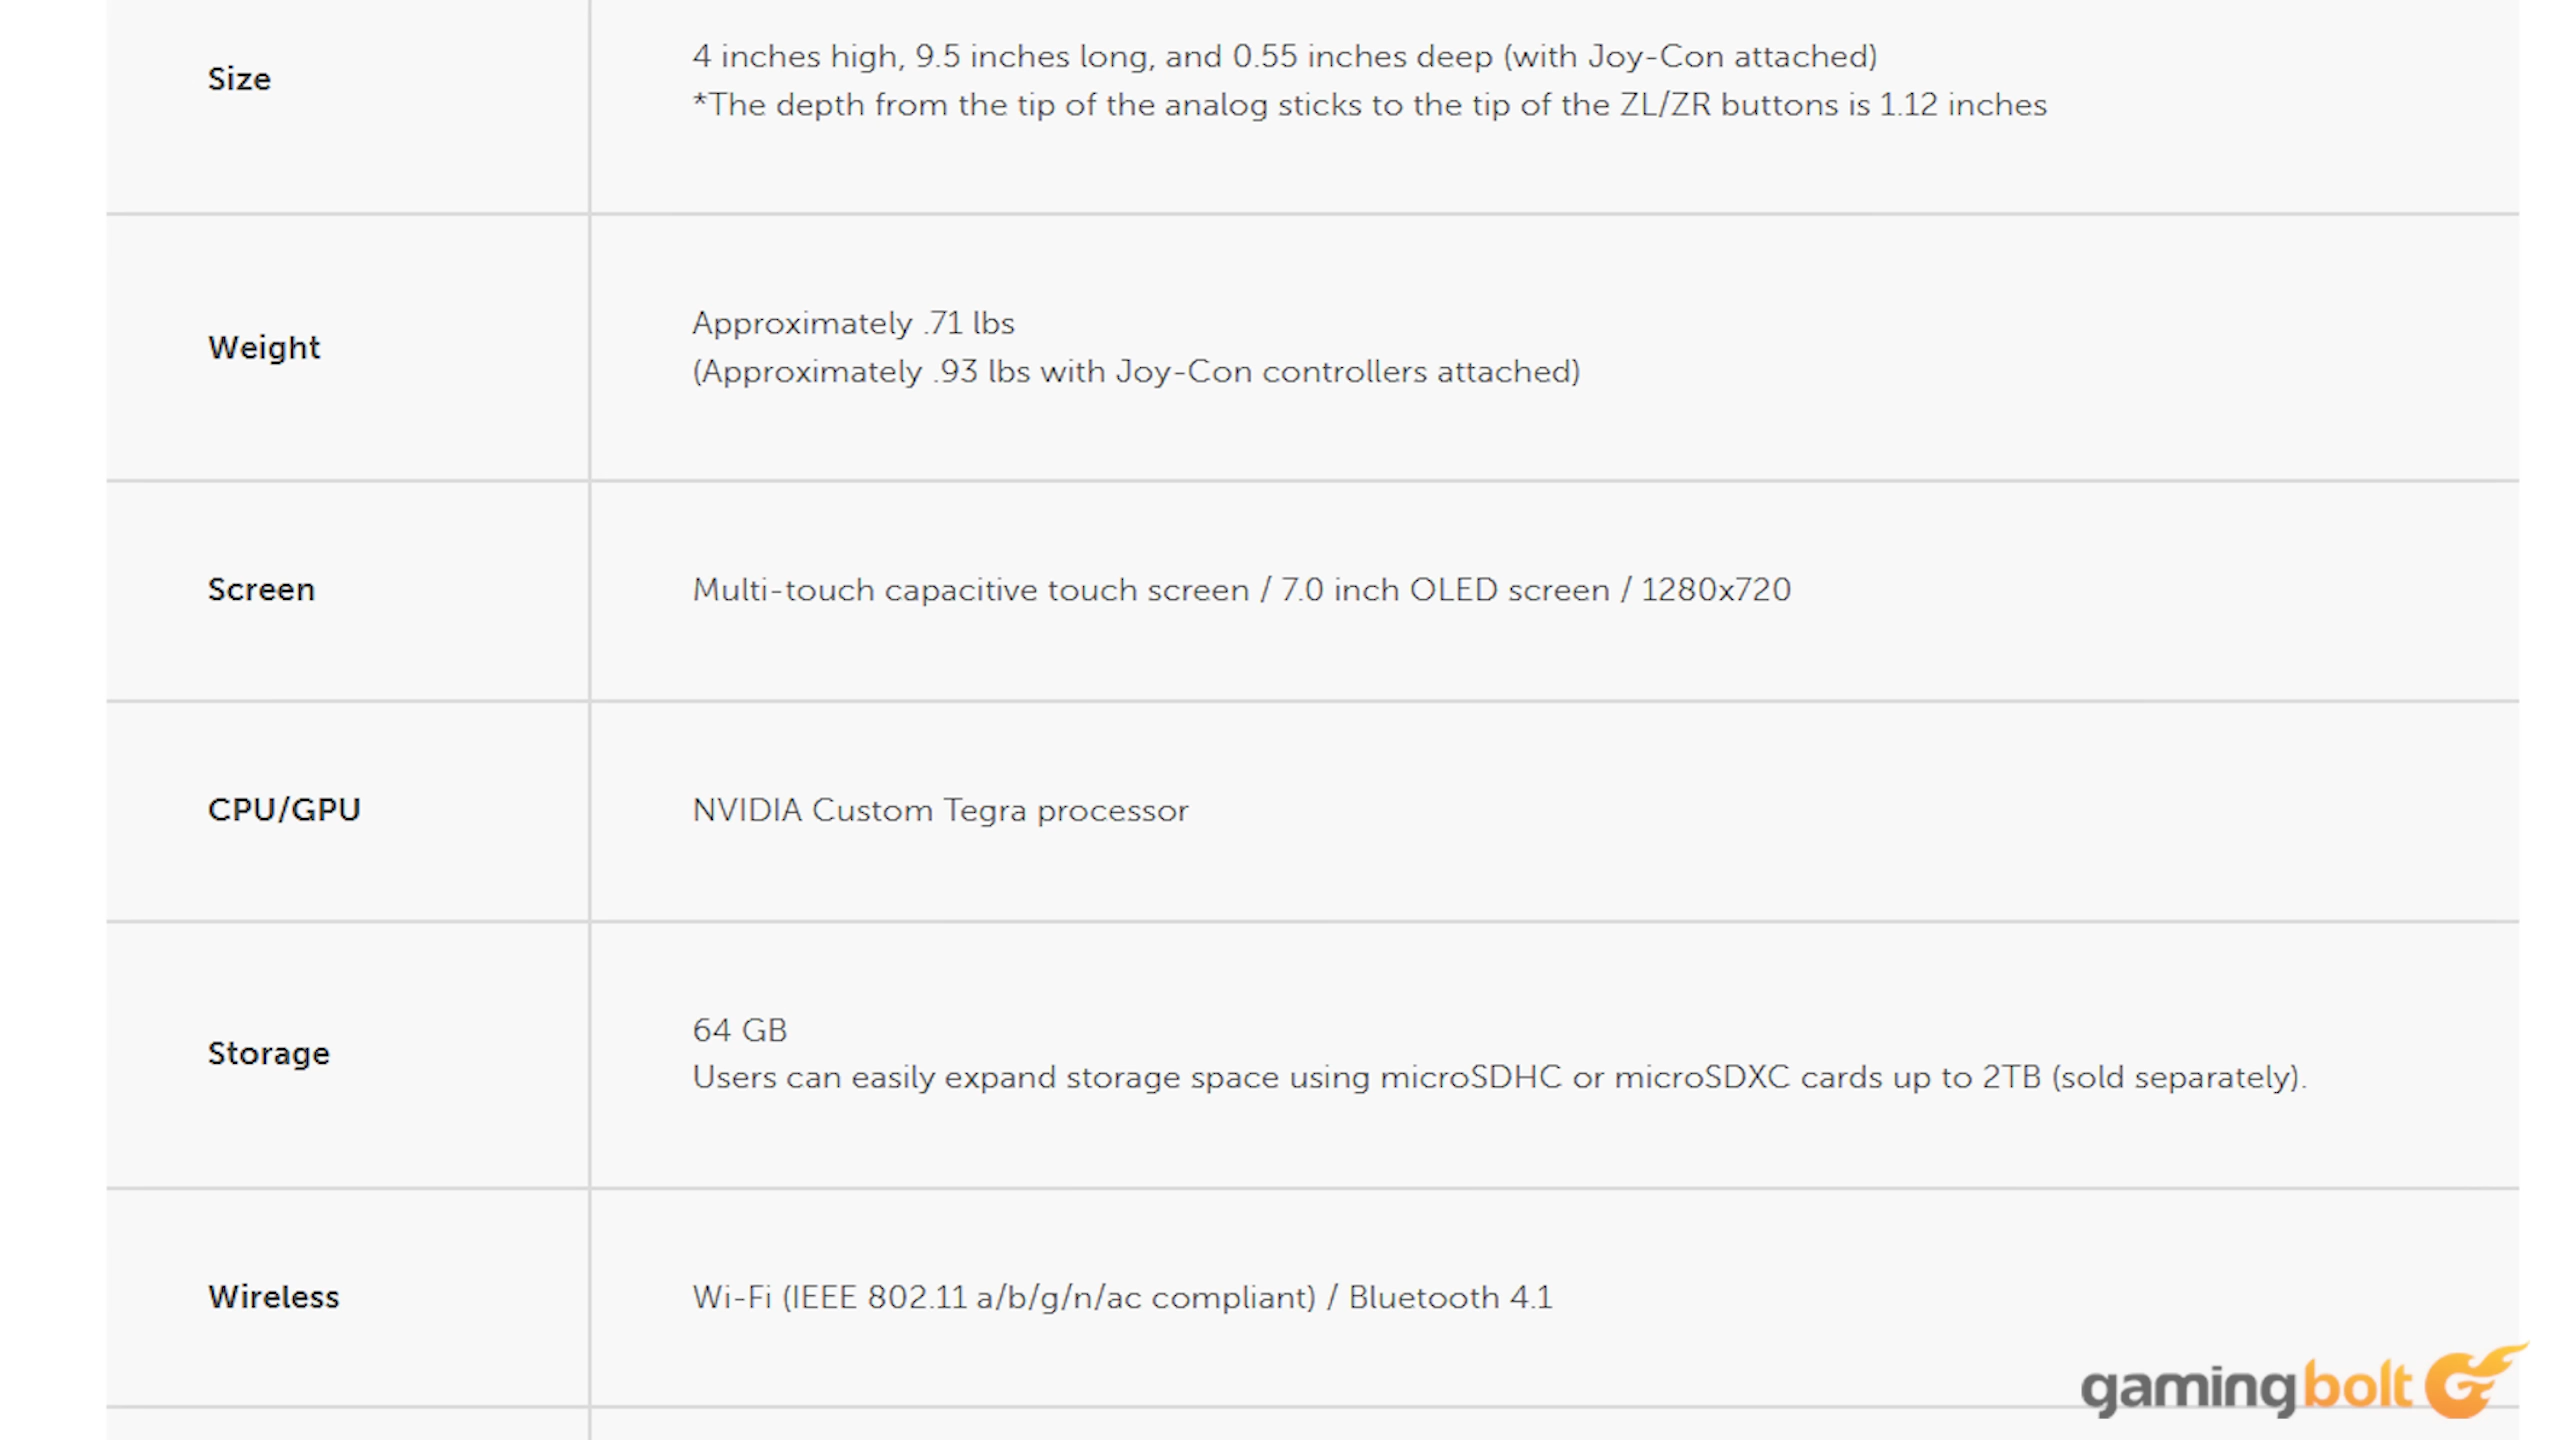 Size
4 inches high, 9.5 inches long, and 0.55 inches deep (with Joy-Con attached)
*The depth from the tip of the analog sticks to the tip of the ZL/ZR buttons is 1.12 inches
Weight
Approximately .71 lbs
(Approximately .93 lbs with Joy-Con controllers attached)
Screen
Multi-touch capacitive touch screen / 7.0 inch OLED screen / 1280x720
CPU/GPU
NVIDIA Custom Tegra processor
Storage
64 GB
Users can easily expand storage space using microSDHC or microSDXC cards up to 2TB (sold separately).
Wireless
Wi-Fi (IEEE 802.11 a/b/g/n/ac compliant) / Bluetooth 4.1
gamingbolt